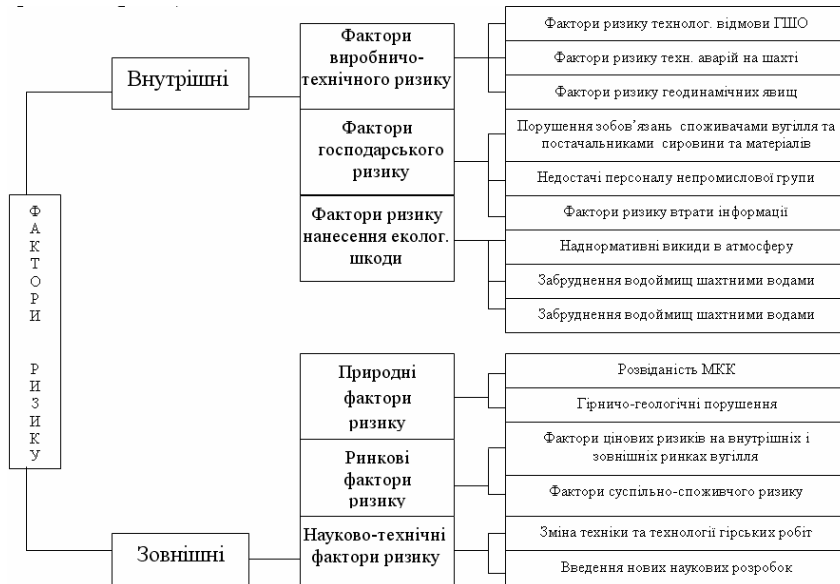 ФАКТОРИ РИЗИКУ
Внутрішні
Фактори
виробничо-
технічного ризику
Фактори ризику технолог. відмови ГШО
Фактори ризику техн. аварій на шахті
Фактори ризику геодинамічних явищ
Фактори
господарського
ризику
Порушення зобов’язань споживачами вугілля та
постачальниками сировини та матеріалів
Недостачі персоналу непромислової групи
Фактори ризику втрати інформації
Фактори ризику
нанесення еколог.
шкоди
Наднормативні викиди в атмосферу
Забруднення водоймищ шахтними водами
Забруднення водоймищ шахтними водами
Зовнішні
Природні
фактори
ризику
Розвіданість МКК
Гірничо-геологічні порушення
Ринкові
фактори
ризику
Фактори цінових ризиків на внутрішніх і
зовнішніх ринках вугілля
Фактори суспільно-споживчого ризику
Науково-технічні
фактори ризику
Зміна техніки та технології гірських робіт
Введення нових наукових розробок